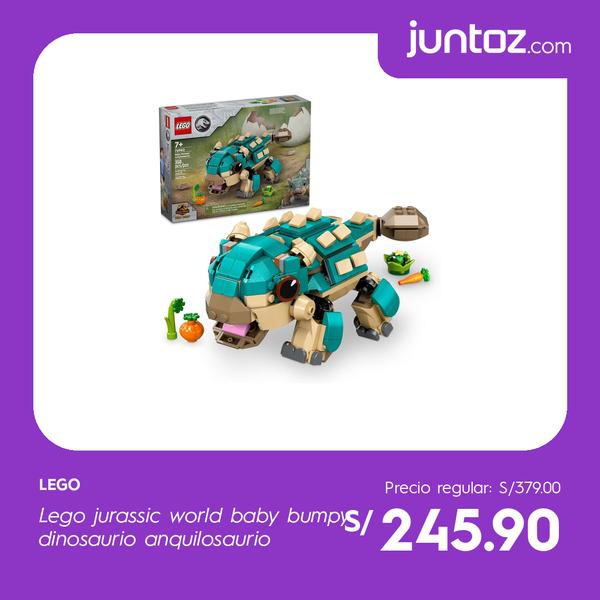 juntoz.com
LEGO
7+
LEGO
Precio regular: S/379.00
Lego jurassic world baby bumpy
dinosaurio anquilosaurio
S/ 245.90